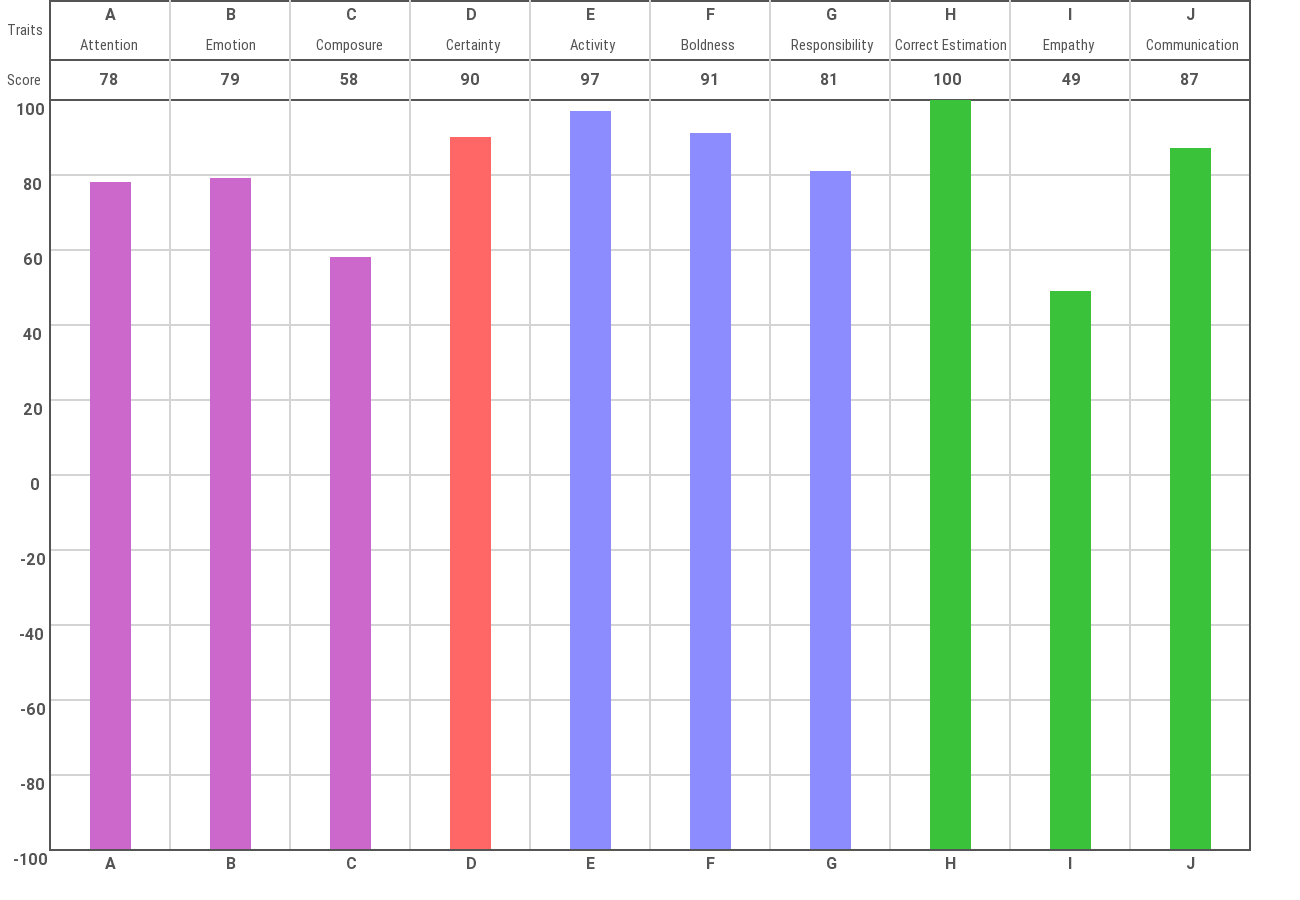 Traits A B C D E F G H I J
Attention Emotion Composure Certainty Activity Boldness Responsibility Correct Estimation Empathy Communication
Score 78 79 58 90 97 91 81 100 49 87
100
80
60
40
20
0
-20
-40
-60
-80
-100
A B C D E F G H I J